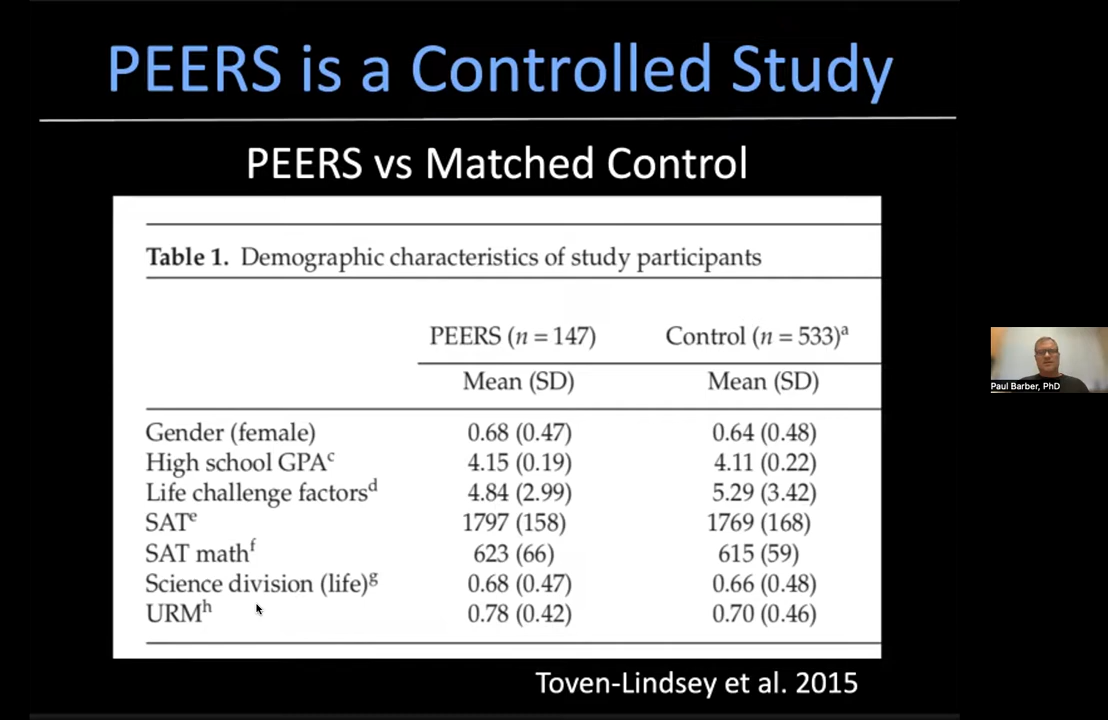 PEERS is a Controlled Study
PEERS vs Matched Control
Table 1. Demographic characteristics of study participants
PEERS (n = 147) Control (n = 533)ᵃ
Mean (SD) Mean (SD)
Gender (female) 0.68 (0.47) 0.64 (0.48)
High school GPAᶜ 4.15 (0.19) 4.11 (0.22)
Life challenge factorsᵈ 4.84 (2.99) 5.29 (3.42)
SATᵉ 1797 (158) 1769 (168)
SAT mathᶠ 623 (66) 615 (59)
Science division (life)ᵍ 0.68 (0.47) 0.66 (0.48)
URMʰ 0.78 (0.42) 0.70 (0.46)
Toven-Lindsey et al. 2015
Paul Barber, PhD